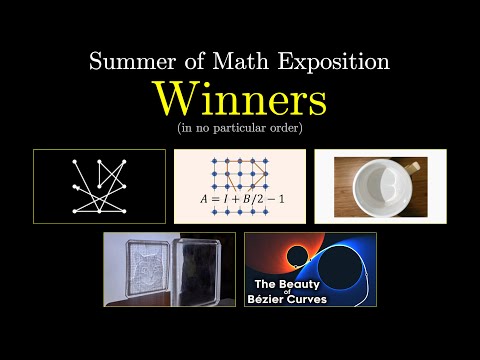 Summer of Math Exposition
Winners
(in no particular order)
A = I + B/2 − 1
The Beauty
of
Bézier Curves